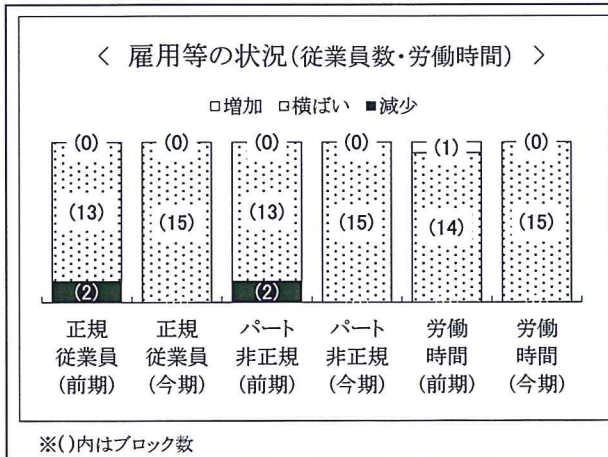 < 雇用等の状況(従業員数・労働時間) >
□増加 □横ばい ■減少
(0) (0) (0) (0) (1) (0)
(13) (15) (13) (15) (14) (15)
(2) (2)
正規 正規 パート パート 労働 労働
従業員 従業員 非正規 非正規 時間 時間
(前期) (今期) (前期) (今期) (前期) (今期)
※()内はブロック数